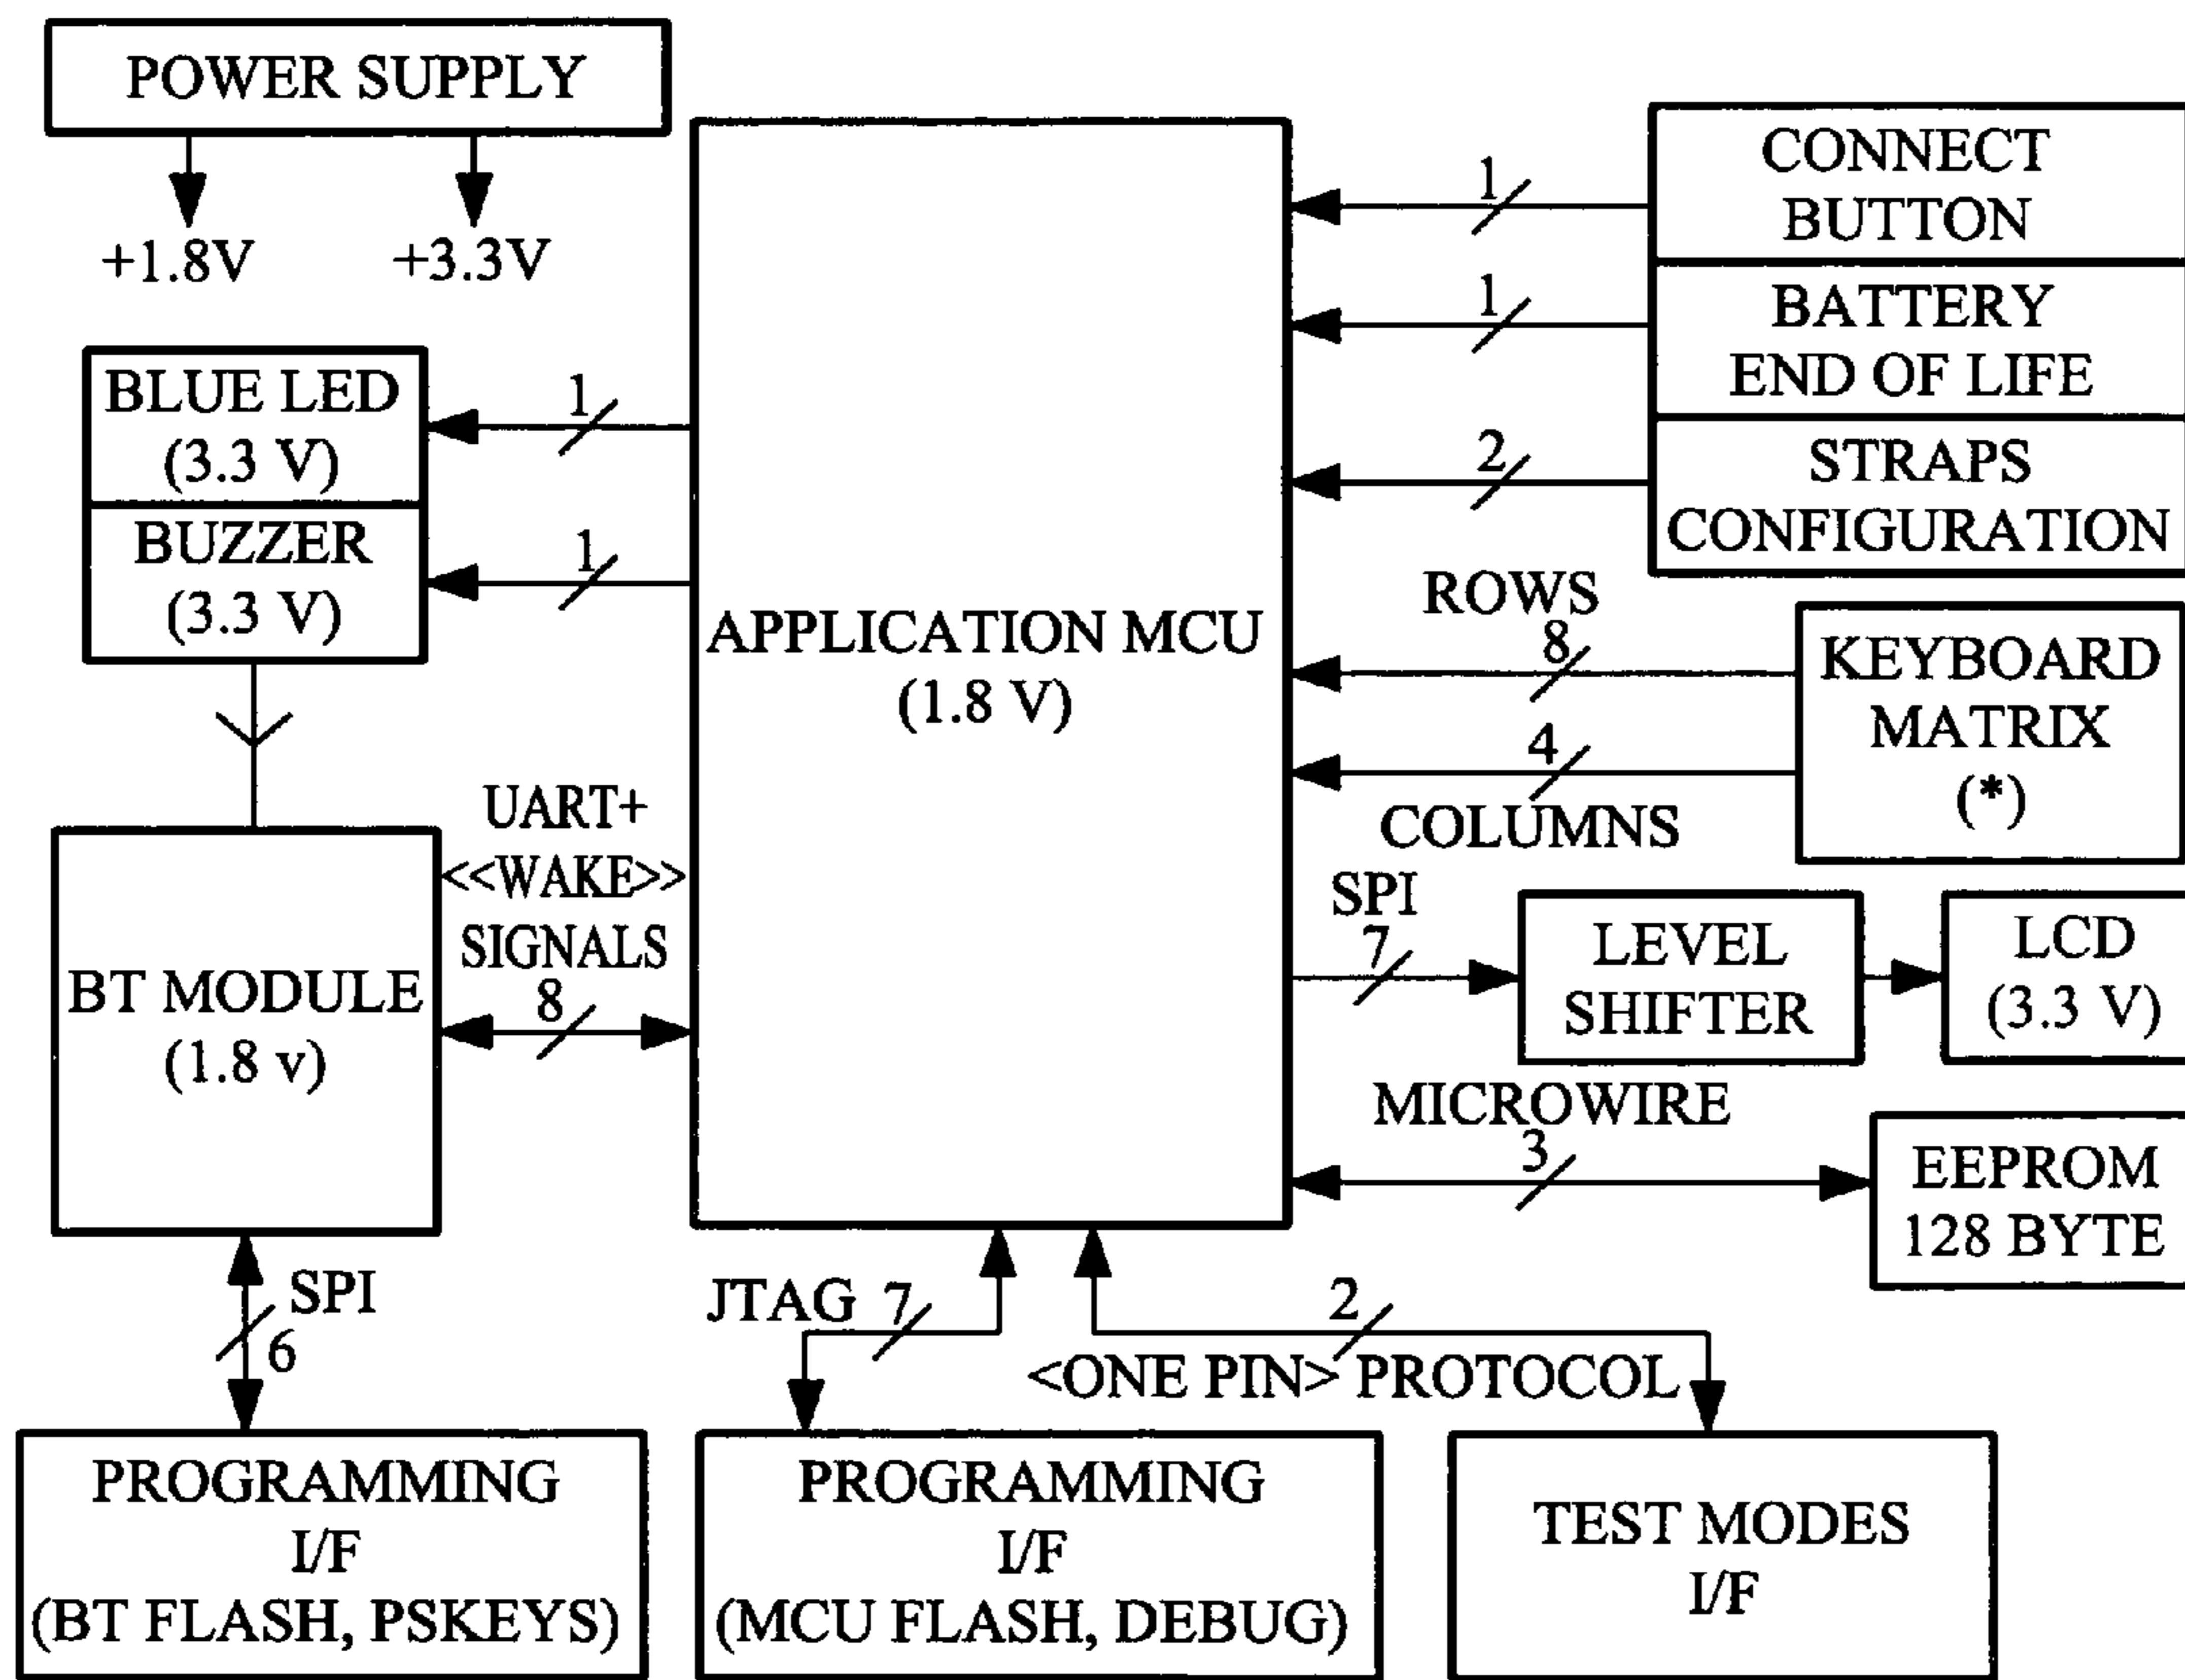 POWER SUPPLY
+1.8V
+3.3V
BLUE LED
(3.3 V)
1
BUZZER
(3.3 V)
1
APPLICATION MCU
(1.8 V)
1
CONNECT
BUTTON
1
BATTERY
END OF LIFE
2
STRAPS
CONFIGURATION
ROWS
8
4
COLUMNS
KEYBOARD
MATRIX
(*)
UART+
<<WAKE>>
SIGNALS
8
BT MODULE
(1.8 v)
SPI
7
LEVEL
SHIFTER
LCD
(3.3 V)
MICROWIRE
3
EEPROM
128 BYTE
SPI
6
JTAG 7
2
<ONE PIN> PROTOCOL
PROGRAMMING
I/F
(BT FLASH, PSKEYS)
PROGRAMMING
I/F
(MCU FLASH, DEBUG)
TEST MODES
I/F